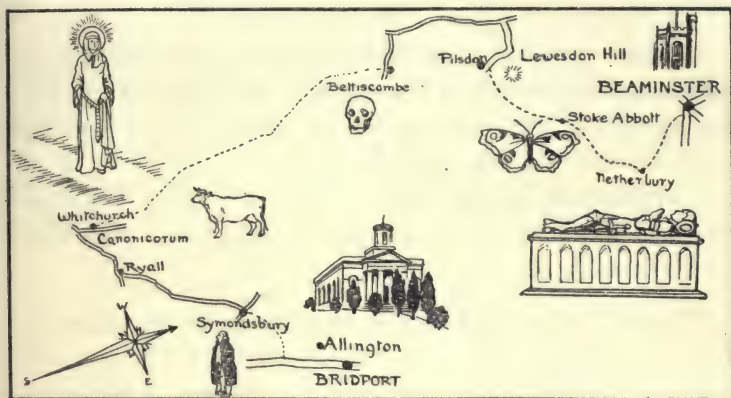 Pilsdon
Lewesdon Hill
BEAMINSTER
Bettiscombe
Stoke Abbott
Netherbury
Whitchurch
Canonicorum
Ryall
Symondsbury
Allington
BRIDPORT
W
S
E